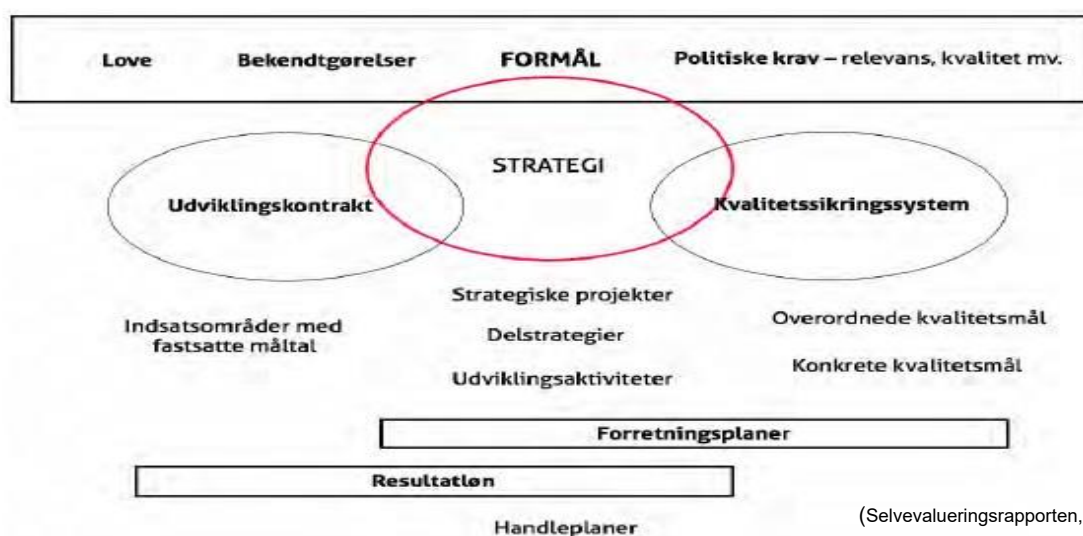 Love Bekendtgørelser FORMÅL Politiske krav – relevans, kvalitet mv.
STRATEGI
Udviklingskontrakt
Kvalitetssikringssystem
Indsatsområder med
fastsatte måltal
Strategiske projekter
Delstrategier
Udviklingsaktiviteter
Overordnede kvalitetsmål
Konkrete kvalitetsmål
Forretningsplaner
Resultatløn
Handleplaner
(Selvevalueringsrapporten,